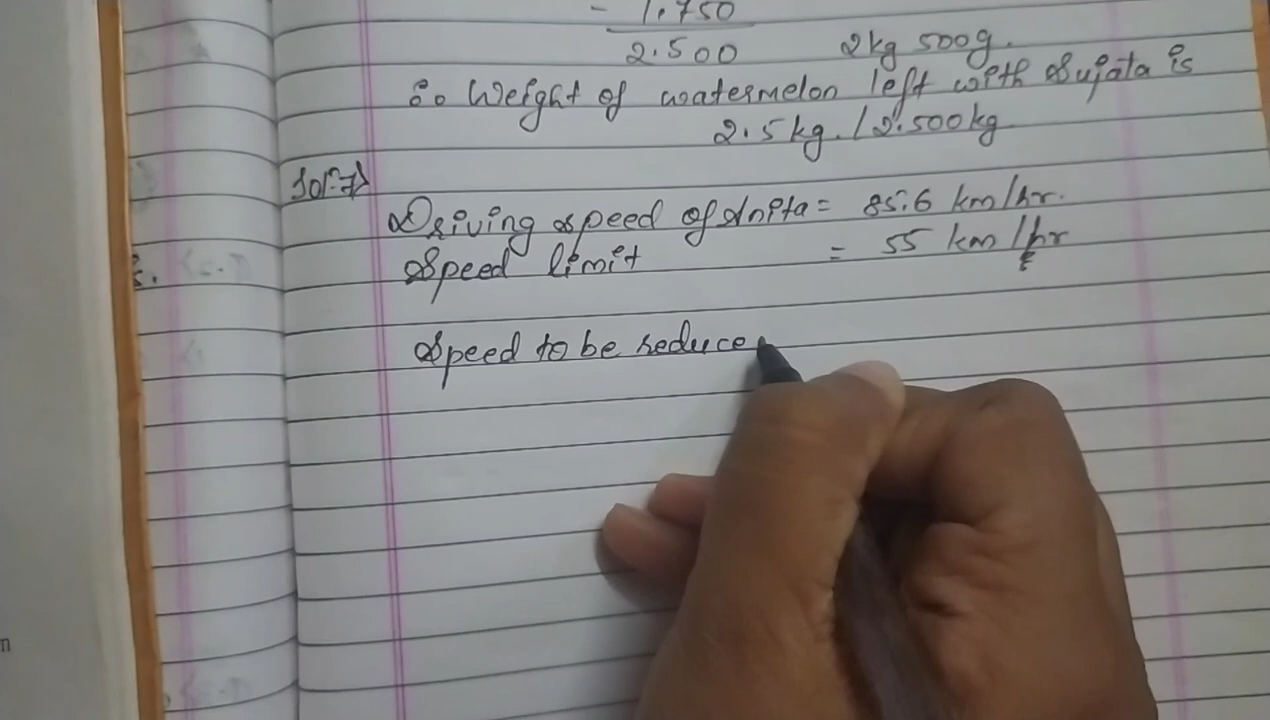 - 1.750
2.500 2kg 500g.
∴ Weight of watermelon left with Sujata is
2.5 kg. / 2.500 kg
Sol:-7>
Driving speed of Anita = 85.6 km/hr.
Speed limit = 55 km/hr
Speed to be reduce